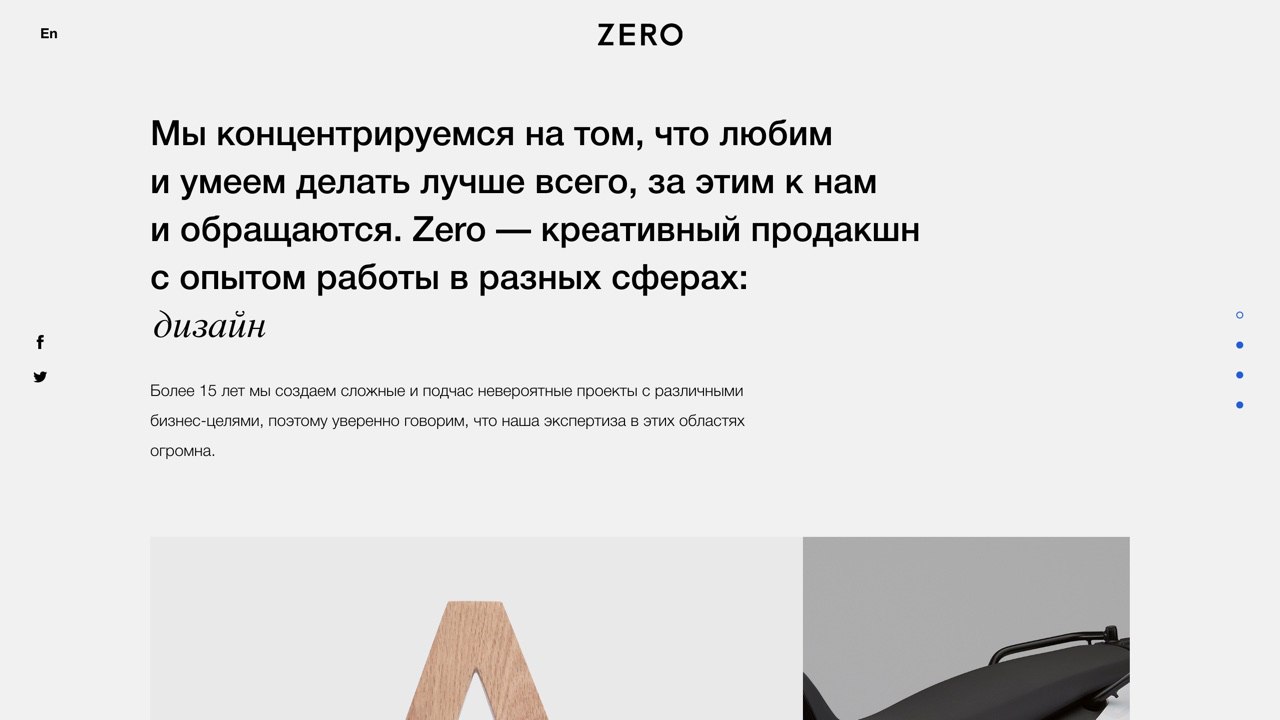 En
ZERO
Мы концентрируемся на том, что любим
и умеем делать лучше всего, за этим к нам
и обращаются. Zero — креативный продакшн
с опытом работы в разных сферах:
дизайн
Более 15 лет мы создаем сложные и подчас невероятные проекты с различными
бизнес-целями, поэтому уверенно говорим, что наша экспертиза в этих областях
огромна.